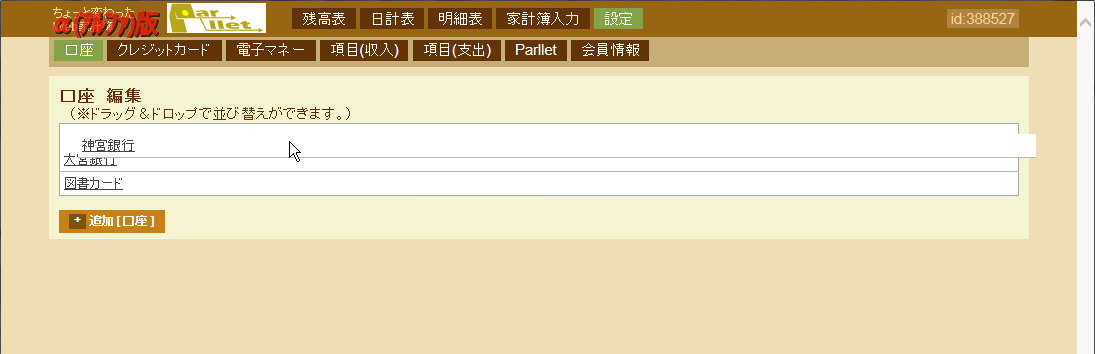 ちょっと変わった
α(アルファ)版
Parllet
残高表 日計表 明細表 家計簿入力 設定
id:388527
口座 クレジットカード 電子マネー 項目(収入) 項目(支出) Parllet 会員情報
口座 編集
(※ドラッグ＆ドロップで並び替えができます。)
神宮銀行
大宮銀行
図書カード
+ 追加 [ 口座 ]